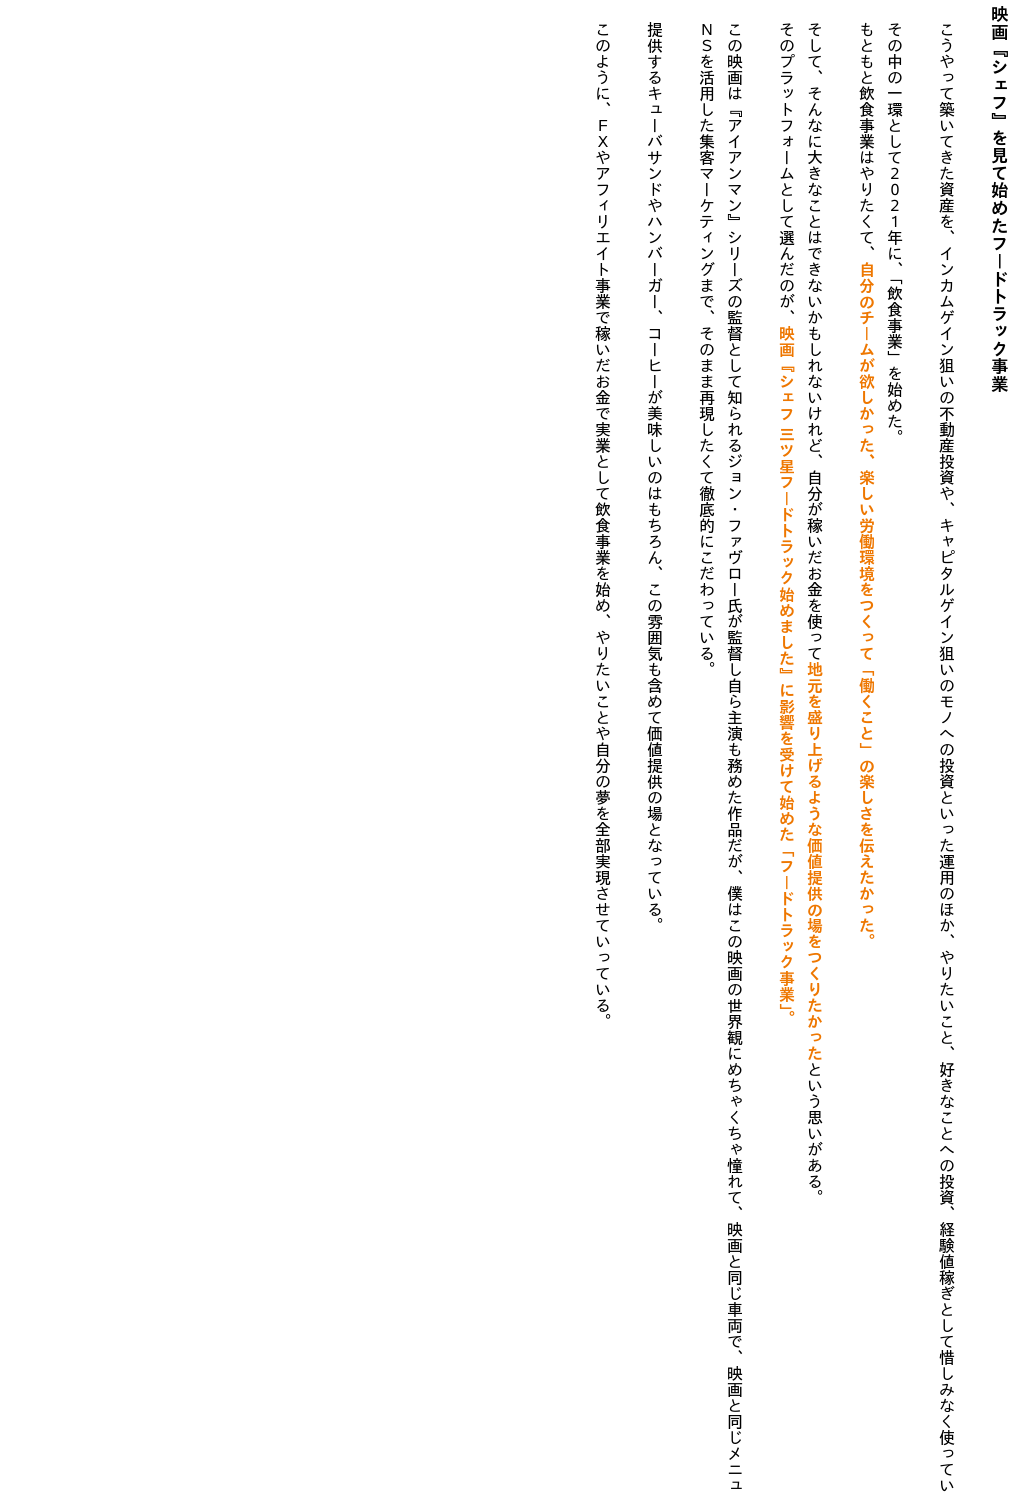 映画『シェフ』を見て始めたフードトラック事業
こうやって築いてきた資産を、インカムゲイン狙いの不動産投資や、キャピタルゲイン狙いのモノへの投資といった運用のほか、やりたいこと、好きなことへの投資、経験値稼ぎとして惜しみなく使ってい
その中の一環として２０２１年に、「飲食事業」を始めた。
もともと飲食事業はやりたくて、自分のチームが欲しかった、楽しい労働環境をつくって「働くこと」の楽しさを伝えたかった。
そして、そんなに大きなことはできないかもしれないけれど、自分が稼いだお金を使って地元を盛り上げるような価値提供の場をつくりたかったという思いがある。
そのプラットフォームとして選んだのが、映画『シェフ 三ツ星フードトラック始めました』に影響を受けて始めた「フードトラック事業」。
この映画は『アイアンマン』シリーズの監督として知られるジョン・ファヴロー氏が監督し自ら主演も務めた作品だが、僕はこの映画の世界観にめちゃくちゃ憧れて、映画と同じ車両で、映画と同じメニュ
ＮＳを活用した集客マーケティングまで、そのまま再現したくて徹底的にこだわっている。
提供するキューバサンドやハンバーガー、コーヒーが美味しいのはもちろん、この雰囲気も含めて価値提供の場となっている。
このように、ＦＸやアフィリエイト事業で稼いだお金で実業として飲食事業を始め、やりたいことや自分の夢を全部実現させていっている。